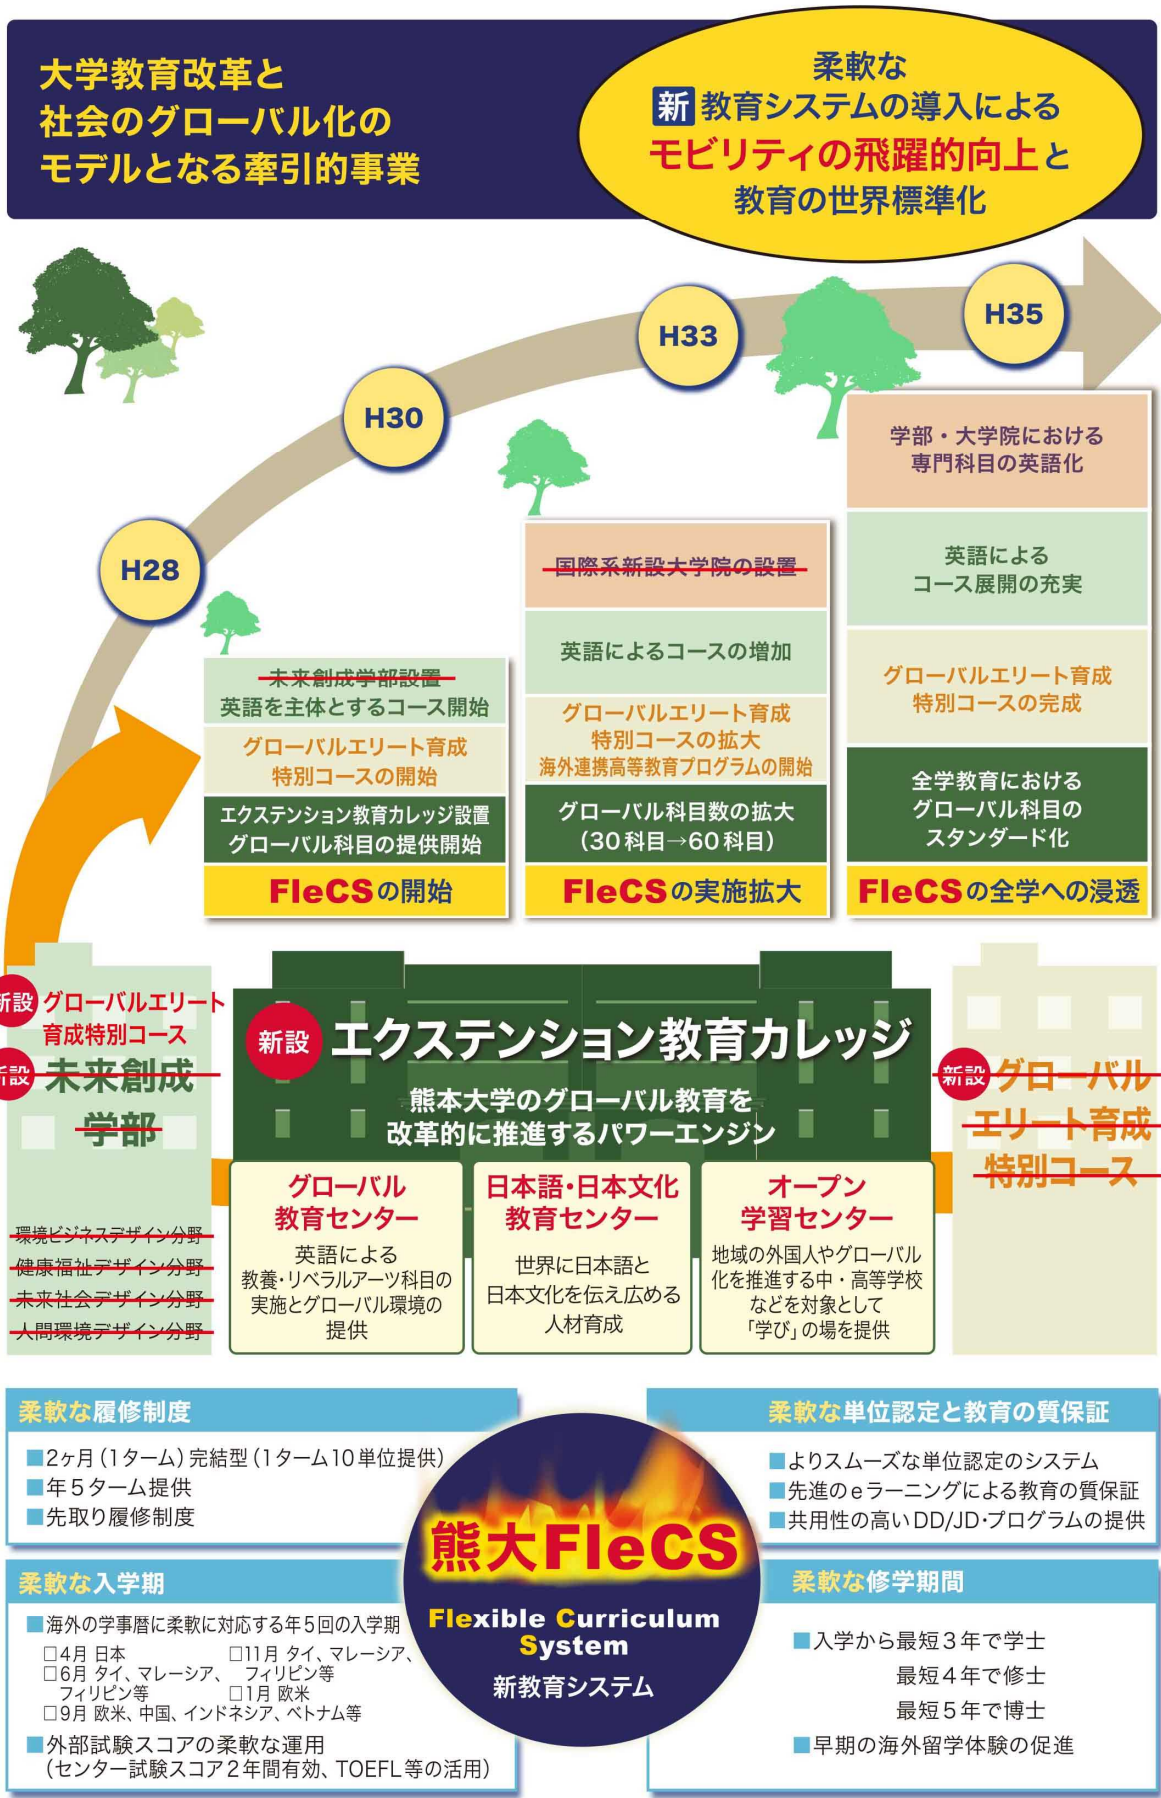 大学教育改革と
社会のグローバル化の
モデルとなる牽引的事業
柔軟な
新 教育システムの導入による
モビリティの飛躍的向上と
教育の世界標準化
H28
H30
H33
H35
未来創成学部設置
英語を主体とするコース開始
グローバルエリート育成
特別コースの開始
エクステンション教育カレッジ設置
グローバル科目の提供開始
FleCSの開始
国際系新設大学院の設置
英語によるコースの増加
グローバルエリート育成
特別コースの拡大
海外連携高等教育プログラムの開始
グローバル科目数の拡大
（30科目→60科目）
FleCSの実施拡大
学部・大学院における
専門科目の英語化
英語による
コース展開の充実
グローバルエリート育成
特別コースの完成
全学教育における
グローバル科目の
スタンダード化
FleCSの全学への浸透
新設 グローバルエリート
育成特別コース
新設 未来創成
学部
環境ビジネスデザイン分野
健康福祉デザイン分野
未来社会デザイン分野
人間環境デザイン分野
新設 エクステンション教育カレッジ
熊本大学のグローバル教育を
改革的に推進するパワーエンジン
グローバル
教育センター
英語による
教養・リベラルアーツ科目の
実施とグローバル環境の
提供
日本語・日本文化
教育センター
世界に日本語と
日本文化を伝え広める
人材育成
オープン
学習センター
地域の外国人やグローバル
化を推進する中・高等学校
などを対象として
「学び」の場を提供
新設 グローバル
エリート育成
特別コース
柔軟な履修制度
■2ヶ月（1ターム）完結型（1ターム10単位提供）
■年5ターム提供
■先取り履修制度
柔軟な単位認定と教育の質保証
■よりスムーズな単位認定のシステム
■先進のeラーニングによる教育の質保証
■共用性の高いDD/JD・プログラムの提供
熊大FleCS
Flexible Curriculum
System
新教育システム
柔軟な入学期
■海外の学事暦に柔軟に対応する年5回の入学期
□4月 日本
□6月 タイ、マレーシア、
フィリピン等
□9月 欧米、中国、インドネシア、ベトナム等
□11月 タイ、マレーシア、
フィリピン等
□1月 欧米
■外部試験スコアの柔軟な運用
（センター試験スコア2年間有効、TOEFL等の活用）
柔軟な修学期間
■入学から最短3年で学士
最短4年で修士
最短5年で博士
■早期の海外留学体験の促進